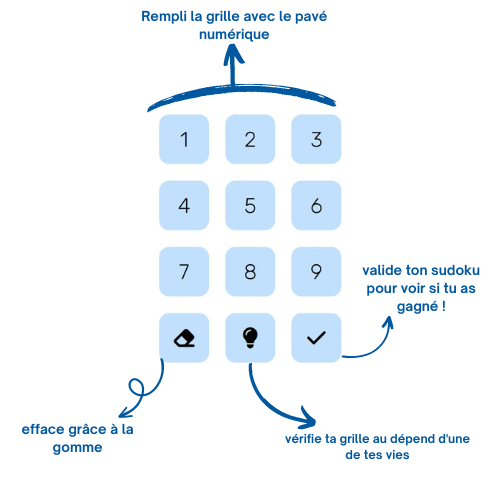 Rempli la grille avec le pavé
numérique
1 2 3
4 5 6
7 8 9
valide ton sudoku
pour voir si tu as
gagné !
efface grâce à la
gomme
vérifie ta grille au dépend d'une
de tes vies